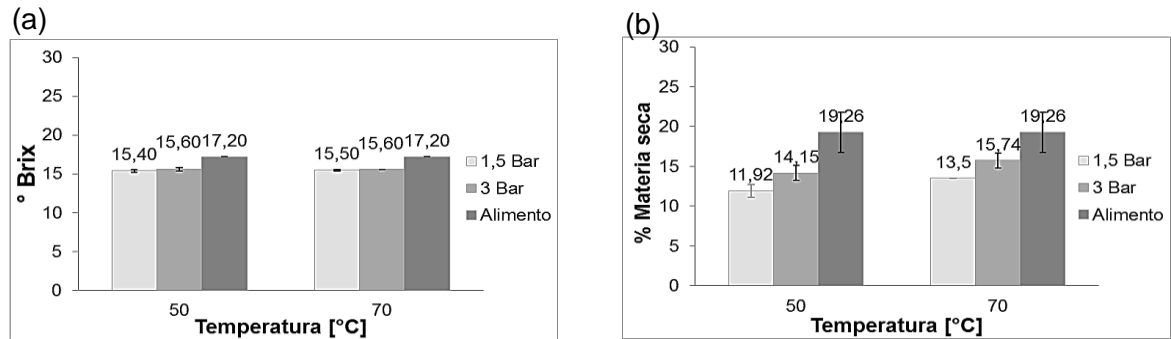 (a)
30
25
20
15
10
5
0
° Brix
15,40 15,60 17,20
15,50 15,60 17,20
50 70
Temperatura [°C]
1,5 Bar
3 Bar
Alimento
(b)
30
25
20
15
10
5
0
% Materia seca
11,92 14,15 19,26
13,5 15,74 19,26
50 70
Temperatura [°C]
1,5 Bar
3 Bar
Alimento